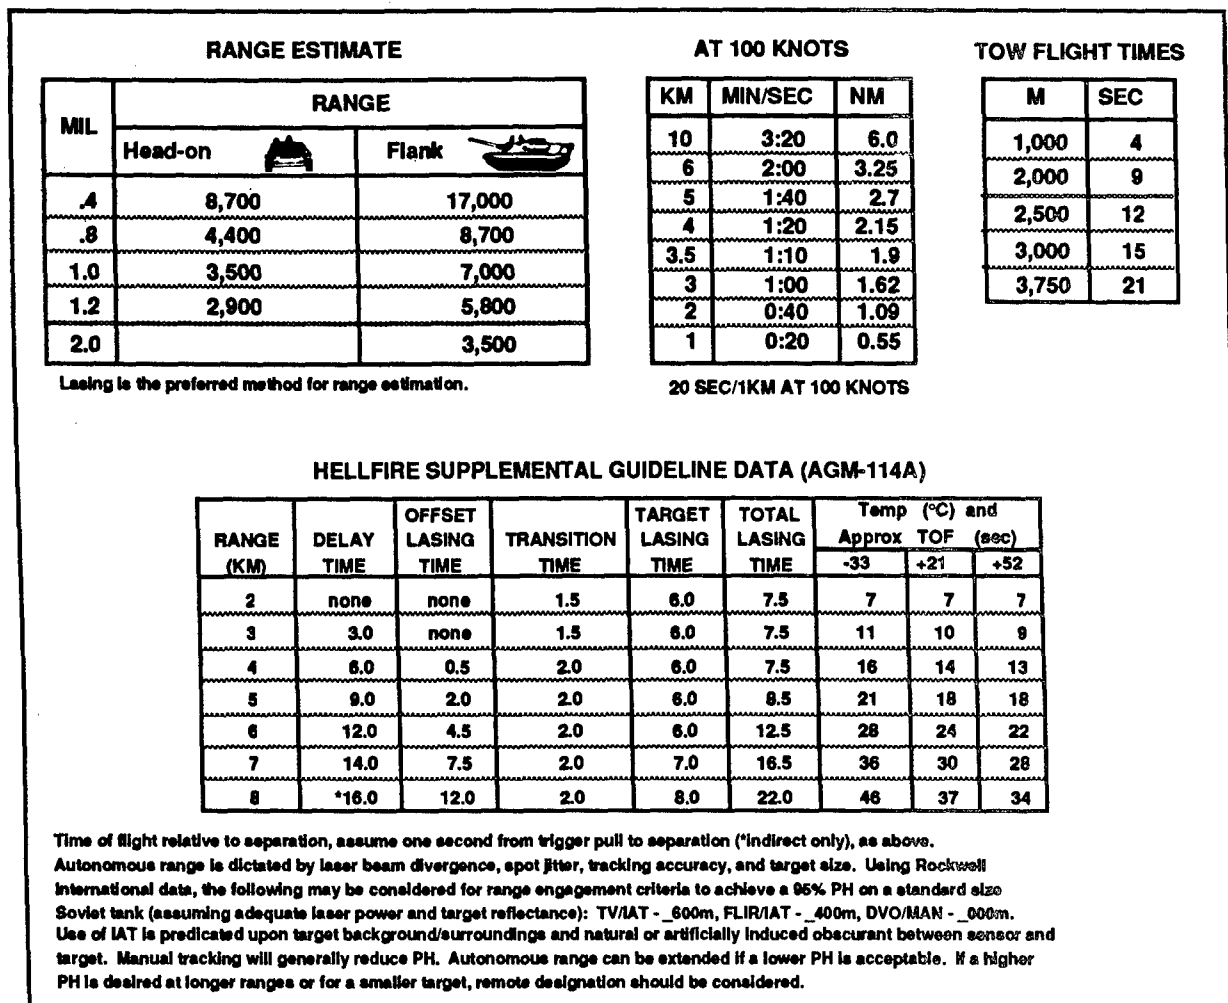 RANGE ESTIMATE
MIL
RANGE
Head-on Flank
.4 8,700 17,000
.8 4,400 8,700
1.0 3,500 7,000
1.2 2,900 5,800
2.0 3,500
Lasing is the preferred method for range estimation.
AT 100 KNOTS
KM MIN/SEC NM
10 3:20 6.0
6 2:00 3.25
5 1:40 2.7
4 1:20 2.15
3.5 1:10 1.9
3 1:00 1.62
2 0:40 1.09
1 0:20 0.55
20 SEC/1KM AT 100 KNOTS
TOW FLIGHT TIMES
M SEC
1,000 4
2,000 9
2,500 12
3,000 15
3,750 21
HELLFIRE SUPPLEMENTAL GUIDELINE DATA (AGM-114A)
OFFSET TARGET TOTAL Temp (°C) and
RANGE DELAY LASING TRANSITION LASING LASING Approx TOF (sec)
(KM) TIME TIME TIME TIME TIME -33 +21 +52
2 none none 1.5 6.0 7.5 7 7 7
3 3.0 none 1.5 6.0 7.5 11 10 9
4 6.0 0.5 2.0 6.0 7.5 16 14 13
5 9.0 2.0 2.0 6.0 8.5 21 18 18
6 12.0 4.5 2.0 6.0 12.5 28 24 22
7 14.0 7.5 2.0 7.0 16.5 36 30 28
8 *16.0 12.0 2.0 8.0 22.0 46 37 34
Time of flight relative to separation, assume one second from trigger pull to separation (*indirect only), as above.
Autonomous range is dictated by laser beam divergence, spot jitter, tracking accuracy, and target size. Using Rockwell
International data, the following may be considered for range engagement criteria to achieve a 95% PH on a standard size
Soviet tank (assuming adequate laser power and target reflectance): TV/IAT - _600m, FLIR/IAT - _400m, DVO/MAN - _000m.
Use of IAT is predicated upon target background/surroundings and natural or artificially induced obscurant between sensor and
target. Manual tracking will generally reduce PH. Autonomous range can be extended if a lower PH is acceptable. If a higher
PH is desired at longer ranges or for a smaller target, remote designation should be considered.